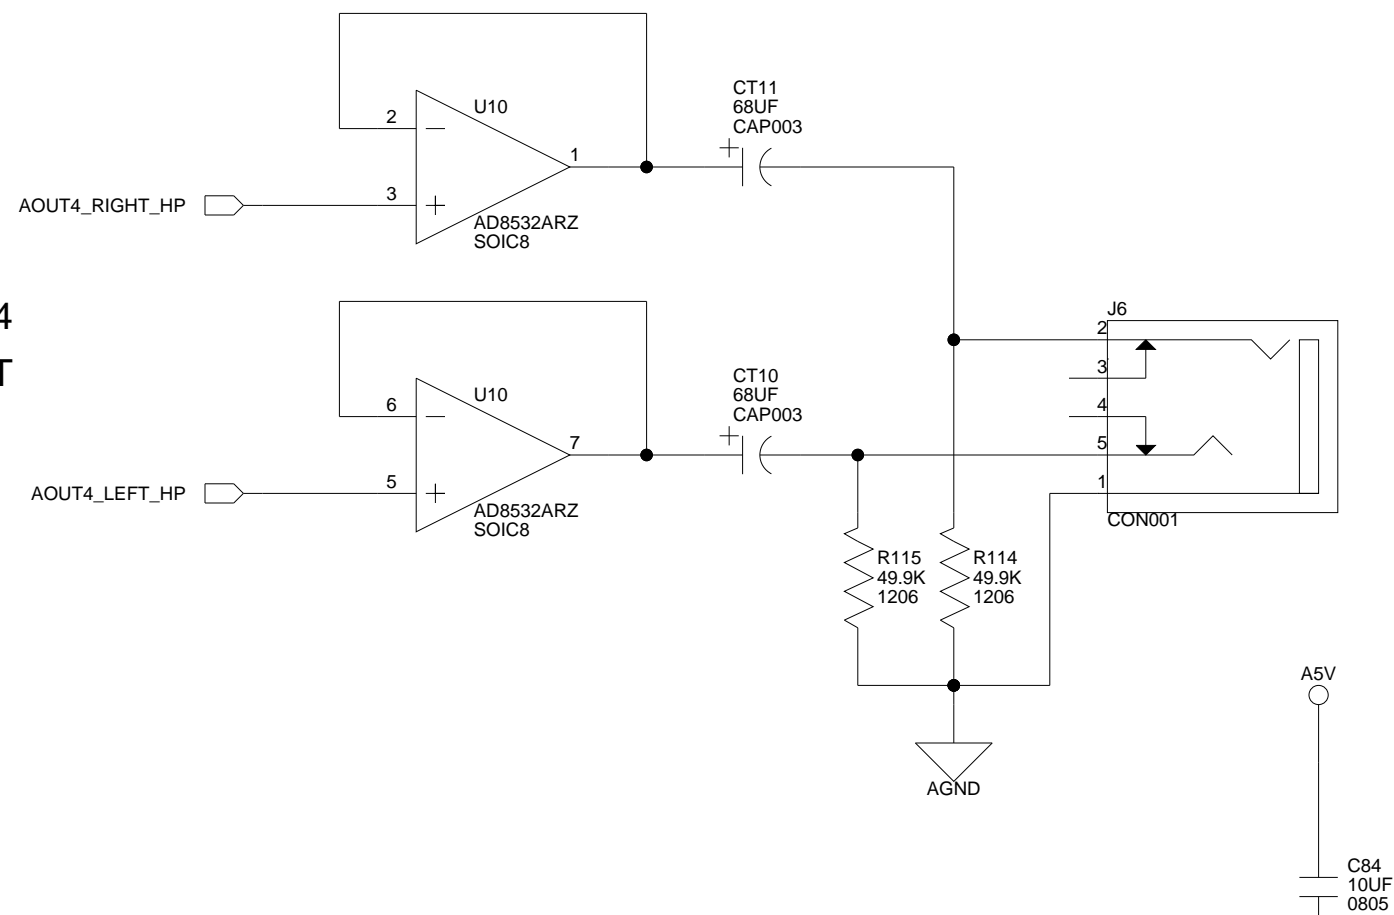 CT11
68UF
CAP003
U10
2
1
3
AOUT4_RIGHT_HP
AD8532ARZ
SOIC8
4
T
J6
2
3
4
5
1
CON001
CT10
68UF
CAP003
U10
6
7
5
AOUT4_LEFT_HP
AD8532ARZ
SOIC8
R115
49.9K
1206
R114
49.9K
1206
AGND
A5V
C84
10UF
0805